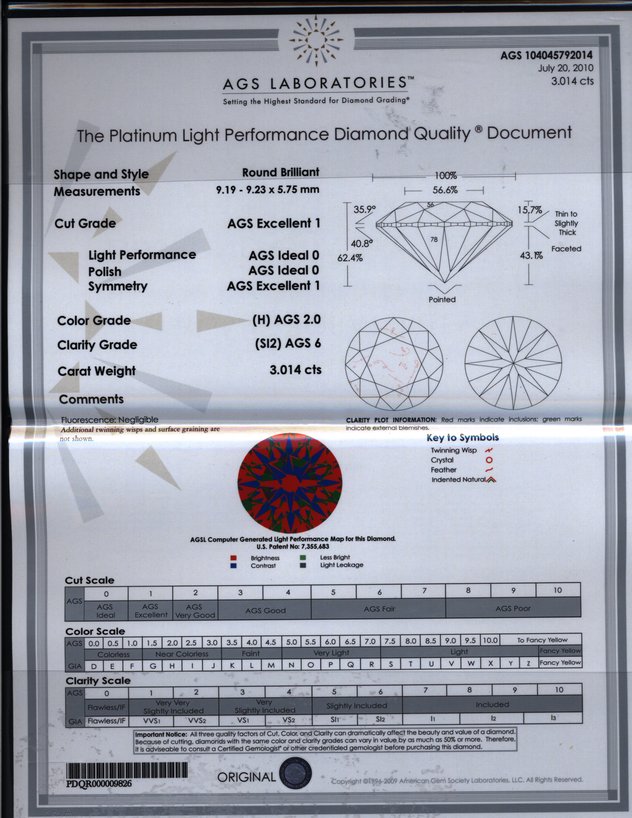 AGS LABORATORIES™
Setting the Highest Standard for Diamond Grading®
AGS 104045792014
July 20, 2010
3.014 cts
The Platinum Light Performance Diamond Quality® Document
Shape and Style Round Brilliant
Measurements 9.19 - 9.23 x 5.75 mm
Cut Grade AGS Excellent 1
Light Performance AGS Ideal 0
Polish AGS Ideal 0
Symmetry AGS Excellent 1
Color Grade (H) AGS 2.0
Clarity Grade (SI2) AGS 6
Carat Weight 3.014 cts
Comments
Fluorescence: Negligible
Additional twinning wisps and surface graining are
not shown.
100%
56.6%
56
35.9°
15.7%
Thin to
Slightly
Thick
40.8°
78
Faceted
62.4%
43.1%
Pointed
CLARITY PLOT INFORMATION: Red marks indicate inclusions; green marks
indicate external blemishes.
Key to Symbols
Twinning Wisp
Crystal
Feather
Indented Natural
AGSL Computer Generated Light Performance Map for this Diamond.
U.S. Patent No: 7,355,683
Brightness Less Bright
Contrast Light Leakage
Cut Scale
AGS 0 1 2 3 4 5 6 7 8 9 10
AGS Ideal AGS Excellent AGS Very Good AGS Good AGS Fair AGS Poor
Color Scale
AGS 0.0 0.5 1.0 1.5 2.0 2.5 3.0 3.5 4.0 4.5 5.0 5.5 6.0 6.5 7.0 7.5 8.0 8.5 9.0 9.5 10.0 To Fancy Yellow
Colorless Near Colorless Faint Very Light Light Fancy Yellow
GIA D E F G H I J K L M N O P Q R S T U V W X Y Z Fancy Yellow
Clarity Scale
AGS 0 1 2 3 4 5 6 7 8 9 10
Flawless/IF Very Very Slightly Included Very Slightly Included Slightly Included Included
GIA Flawless/IF VVS1 VVS2 VS1 VS2 SI1 SI2 I1 I2 I3
Important Notice: All three quality factors of Cut, Color, and Clarity can dramatically affect the beauty and value of a diamond.
Because of cutting, diamonds with the same color and clarity grades can vary in value by as much as 50% or more. Therefore,
it is adviseable to consult a Certified Gemologist® or other credentialed gemologist before purchasing this diamond.
PDQR000009826
ORIGINAL
Copyright ©1996-2009 American Gem Society Laboratories, LLC. All Rights Reserved.